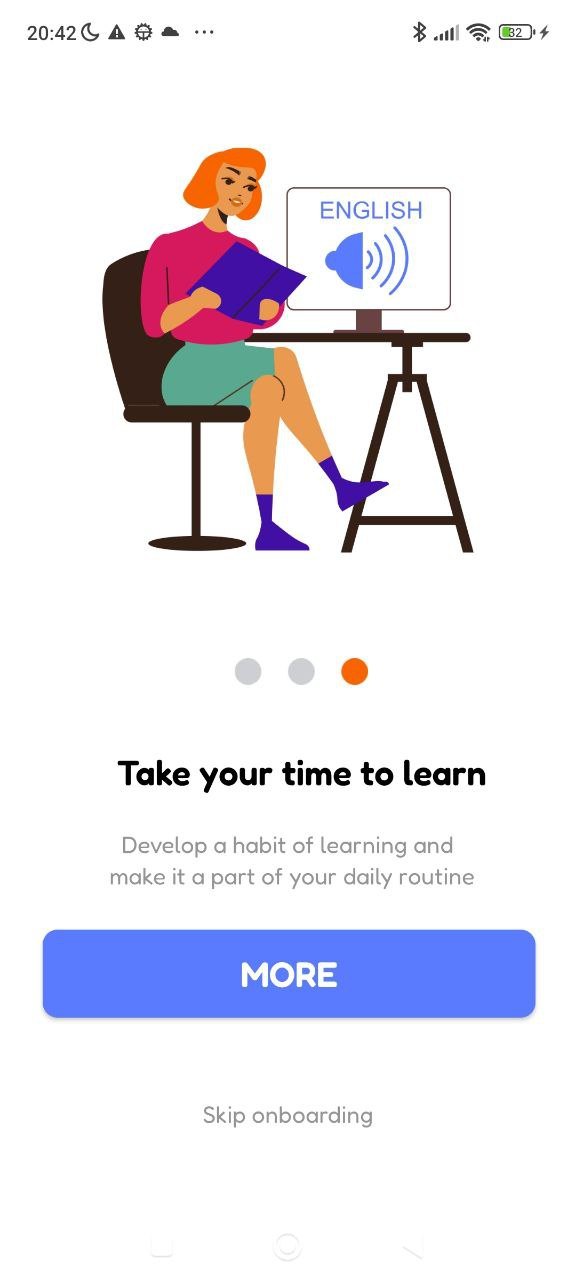 20:42
32
ENGLISH
Take your time to learn
Develop a habit of learning and
make it a part of your daily routine
MORE
Skip onboarding